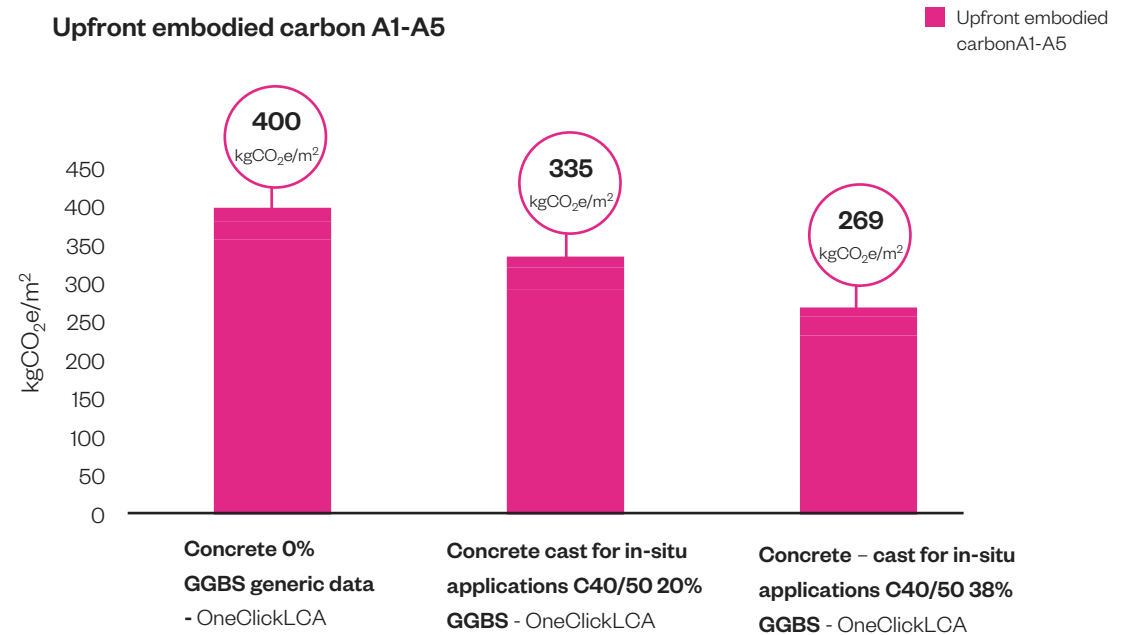 Upfront embodied carbon A1-A5
Upfront embodied
carbonA1-A5
400
kgCO₂e/m²
335
kgCO₂e/m²
269
kgCO₂e/m²
kgCO₂e/m²
450
400
350
300
250
200
150
100
50
0
Concrete 0%
GGBS generic data
- OneClickLCA
Concrete cast for in-situ
applications C40/50 20%
GGBS - OneClickLCA
Concrete – cast for in-situ
applications C40/50 38%
GGBS - OneClickLCA